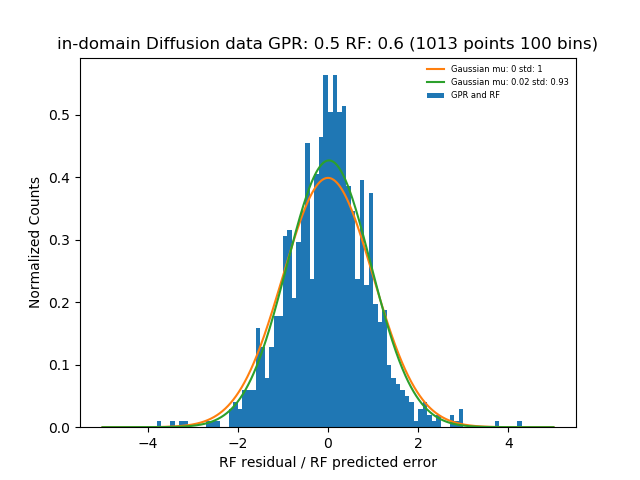 in-domain Diffusion data GPR: 0.5 RF: 0.6 (1013 points 100 bins)
Gaussian mu: 0 std: 1
Gaussian mu: 0.02 std: 0.93
GPR and RF
Normalized Counts
0.5
0.4
0.3
0.2
0.1
0.0
−4 −2 0 2 4
RF residual / RF predicted error